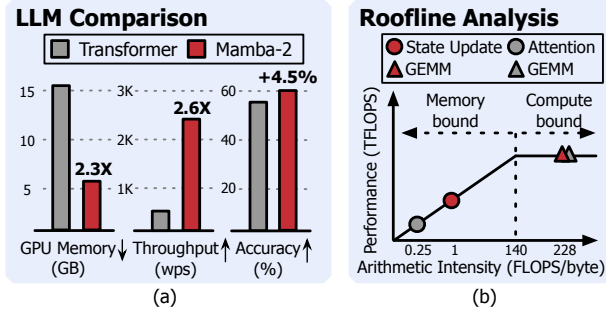 LLM Comparison
Transformer Mamba-2
15
10
5
2.3X
GPU Memory ↓
(GB)
3K
2K
1K
2.6X
Throughput ↑
(wps)
60
40
20
+4.5%
Accuracy ↑
(%)
(a)
Roofline Analysis
State Update Attention
GEMM GEMM
Performance (TFLOPS)
Memory bound
Compute bound
0.25 1 140 228
Arithmetic Intensity (FLOPS/byte)
(b)